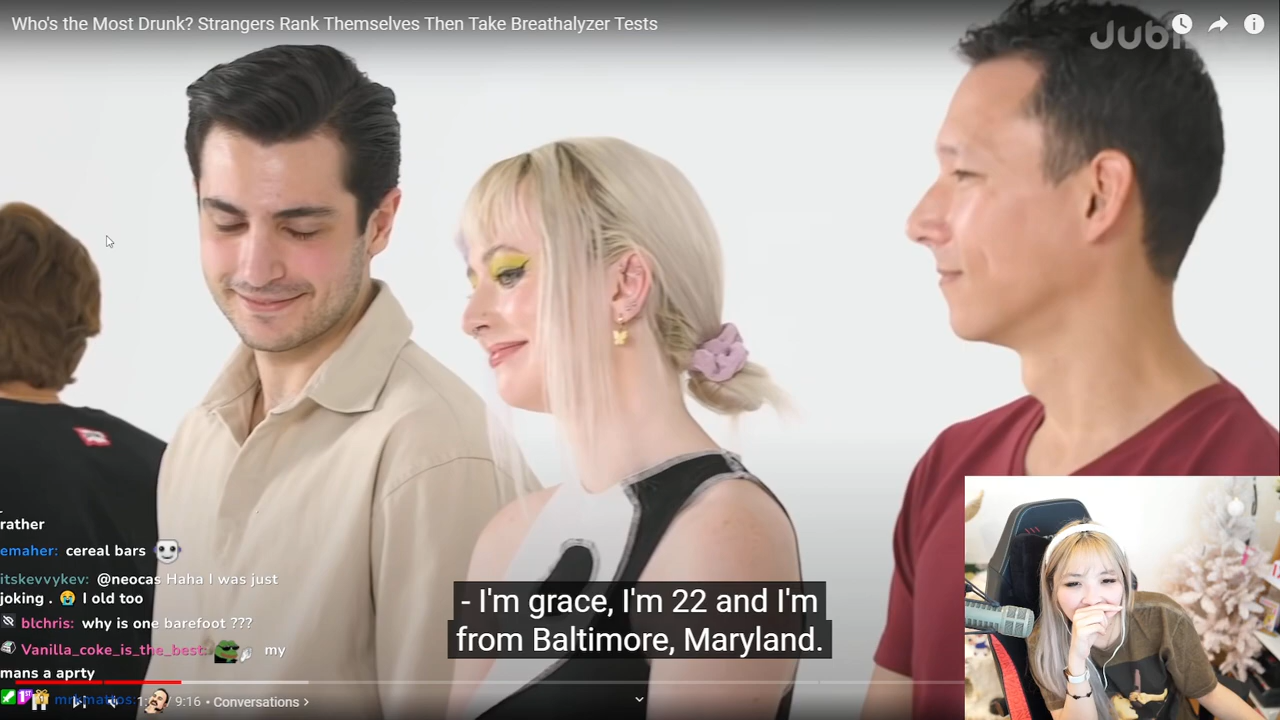 Who's the Most Drunk? Strangers Rank Themselves Then Take Breathalyzer Tests
rather
emaher: cereal bars
itskevvykev: @neocas Haha I was just
joking . I old too
blchris: why is one barefoot ???
Vanilla_coke_is_the_best: my
mans a aprty
- I'm grace, I'm 22 and I'm
from Baltimore, Maryland.
9:16 • Conversations